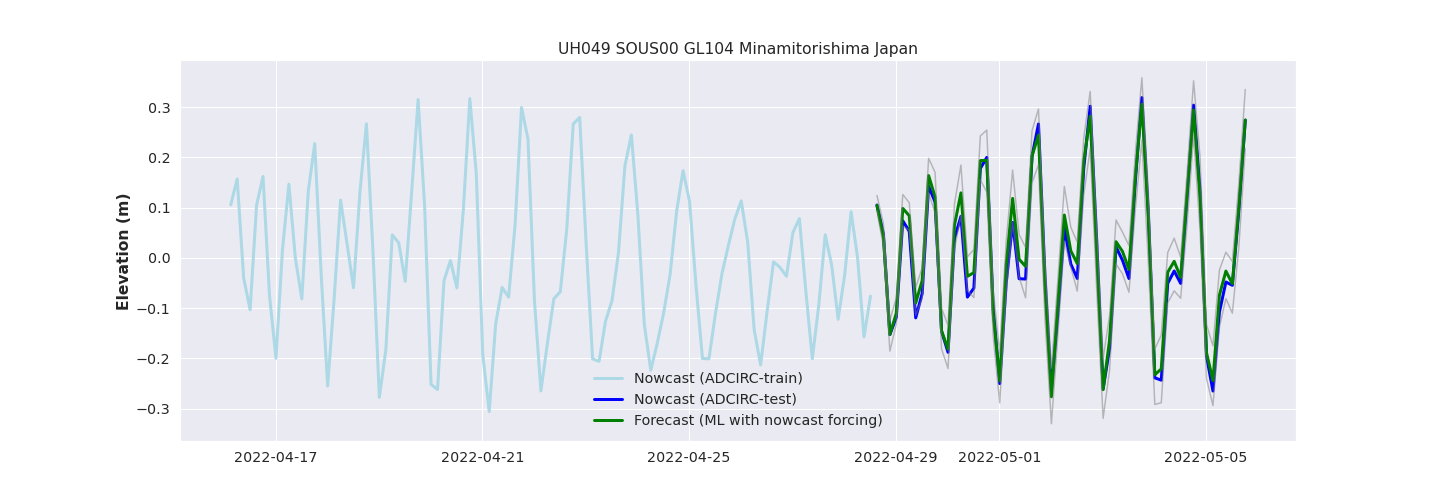 UH049 SOUS00 GL104 Minamitorishima Japan
Elevation (m)
0.3
0.2
0.1
0.0
−0.1
−0.2
−0.3
Nowcast (ADCIRC-train)
Nowcast (ADCIRC-test)
Forecast (ML with nowcast forcing)
2022-04-17 2022-04-21 2022-04-25 2022-04-29 2022-05-01 2022-05-05